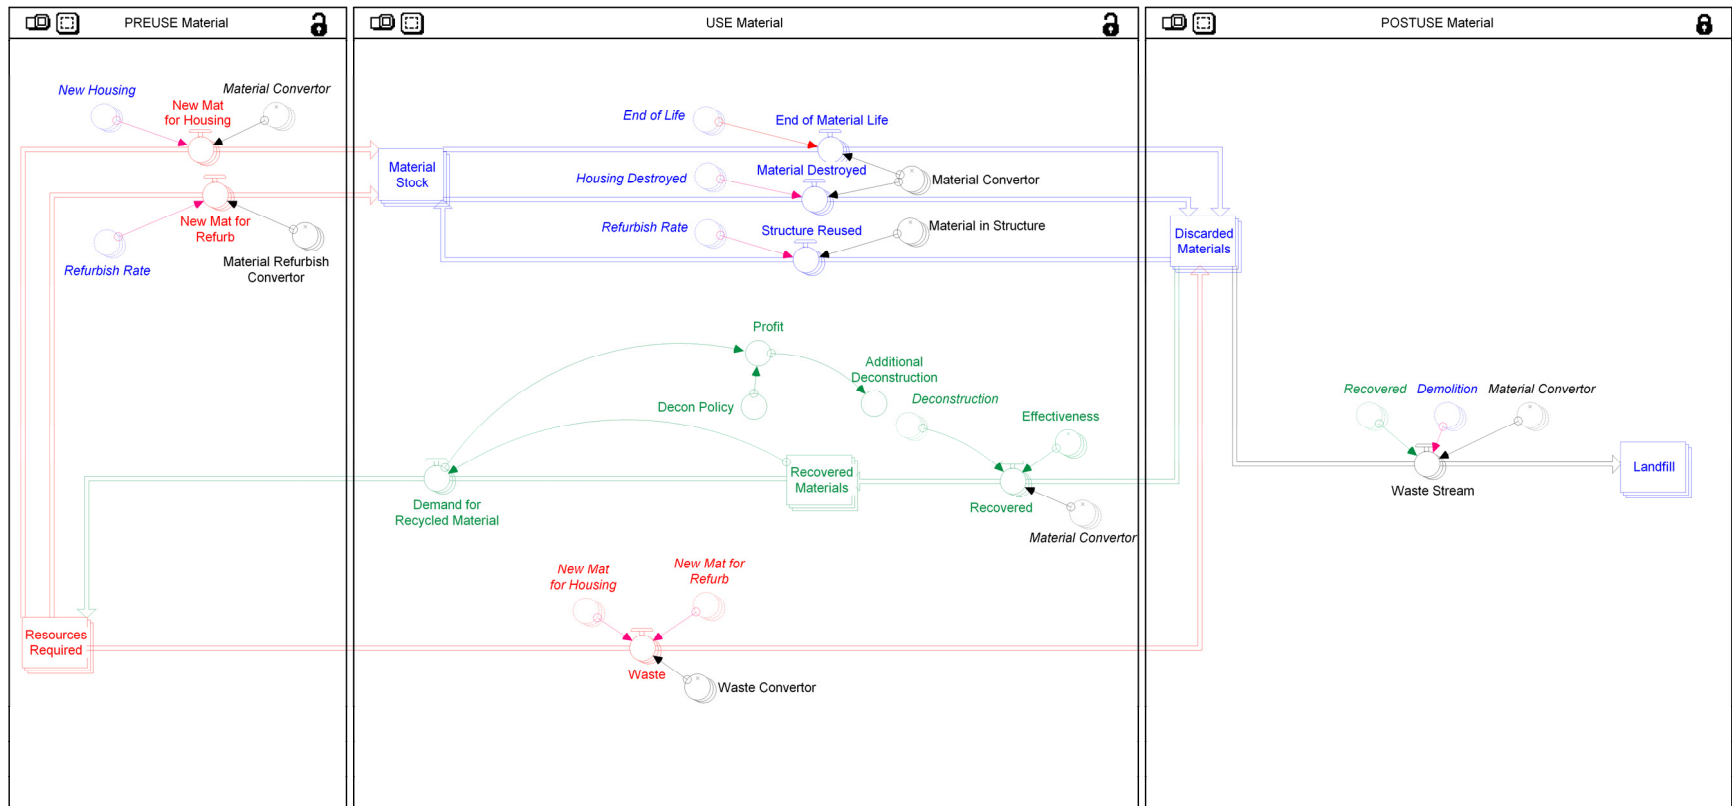 PREUSE Material
USE Material
POSTUSE Material
New Housing
Material Convertor
New Mat
for Housing
New Mat for
Refurb
Refurbish Rate
Material Refurbish
Convertor
Material
Stock
End of Life
End of Material Life
Housing Destroyed
Material Destroyed
Material Convertor
Refurbish Rate
Structure Reused
Material in Structure
Discarded
Materials
Profit
Additional
Deconstruction
Decon Policy
Deconstruction
Effectiveness
Recovered
Materials
Demand for
Recycled Material
Recovered
Material Convertor
Recovered
Demolition
Material Convertor
Waste Stream
Landfill
New Mat
for Housing
New Mat for
Refurb
Resources
Required
Waste
Waste Convertor